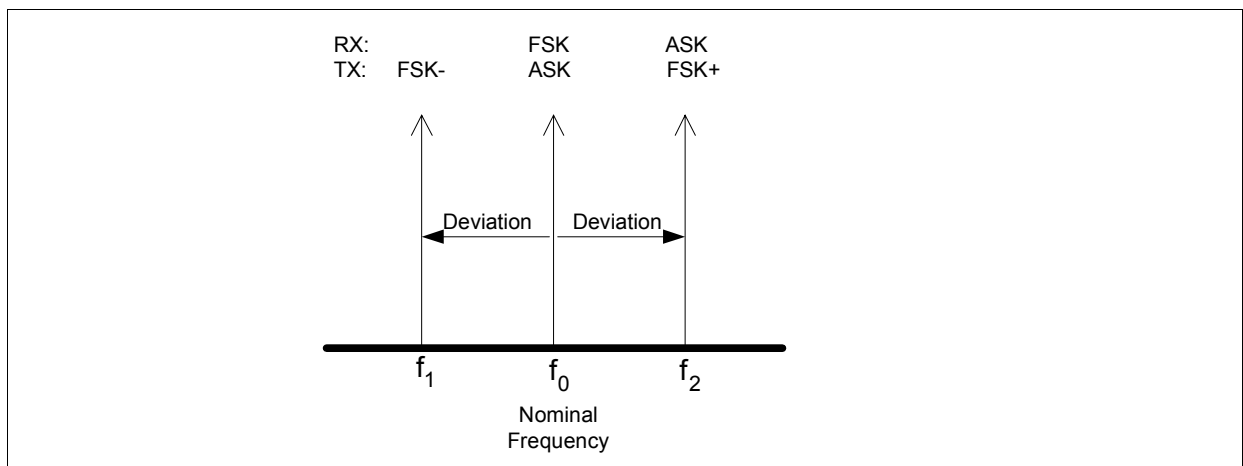 RX: FSK ASK
TX: FSK- ASK FSK+
Deviation Deviation
f1 f0 f2
Nominal
Frequency